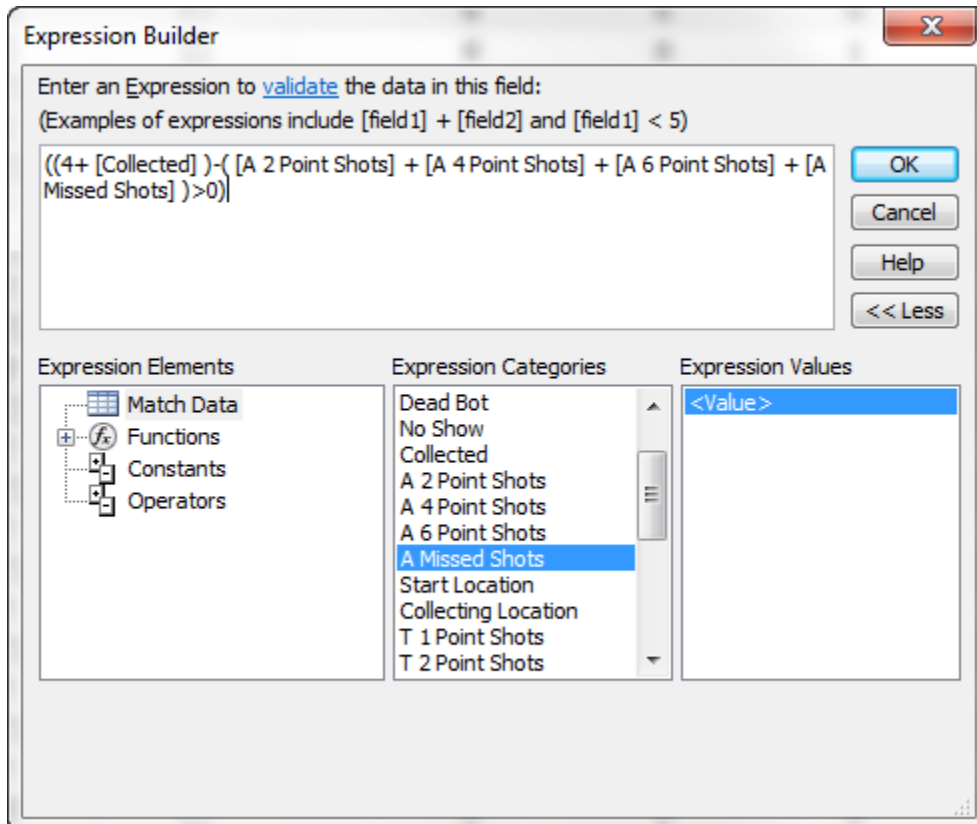 Expression Builder
Enter an Expression to validate the data in this field:
(Examples of expressions include [field1] + [field2] and [field1] < 5)
((4+ [Collected] )-( [A 2 Point Shots] + [A 4 Point Shots] + [A 6 Point Shots] + [A
Missed Shots] )>0)
OK
Cancel
Help
<< Less
Expression Elements
Match Data
Functions
Constants
Operators
Expression Categories
Dead Bot
No Show
Collected
A 2 Point Shots
A 4 Point Shots
A 6 Point Shots
A Missed Shots
Start Location
Collecting Location
T 1 Point Shots
T 2 Point Shots
Expression Values
<Value>